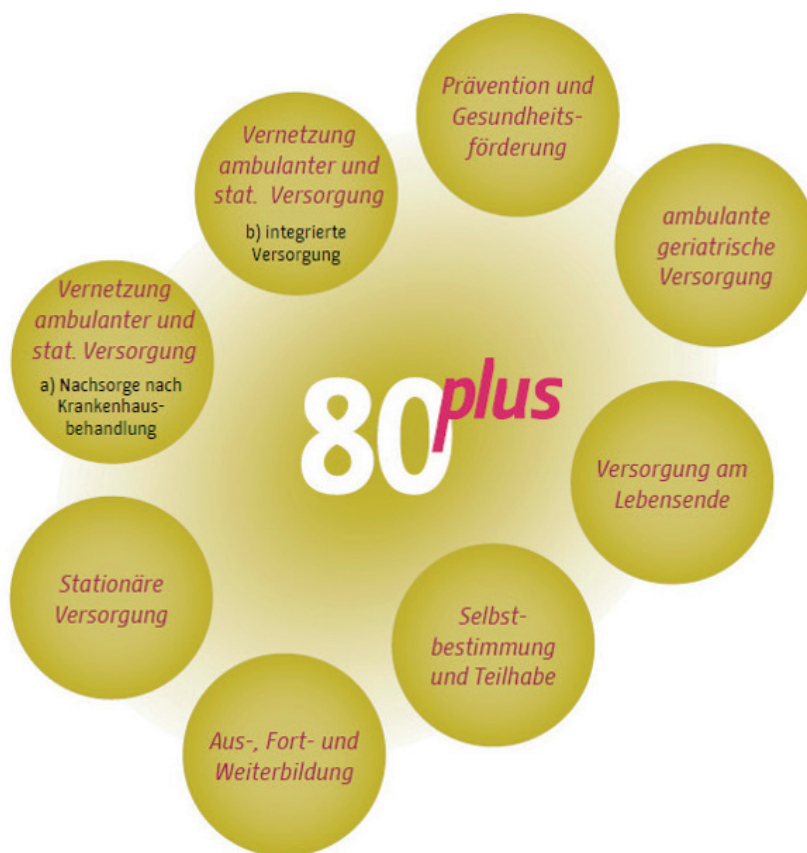 Prävention und
Gesundheits-
förderung
Vernetzung
ambulanter und
stat. Versorgung
b) integrierte
Versorgung
ambulante
geriatrische
Versorgung
Vernetzung
ambulanter und
stat. Versorgung
a) Nachsorge nach
Krankenhaus-
behandlung
80plus
Versorgung am
Lebensende
Stationäre
Versorgung
Selbst-
bestimmung
und Teilhabe
Aus-, Fort- und
Weiterbildung